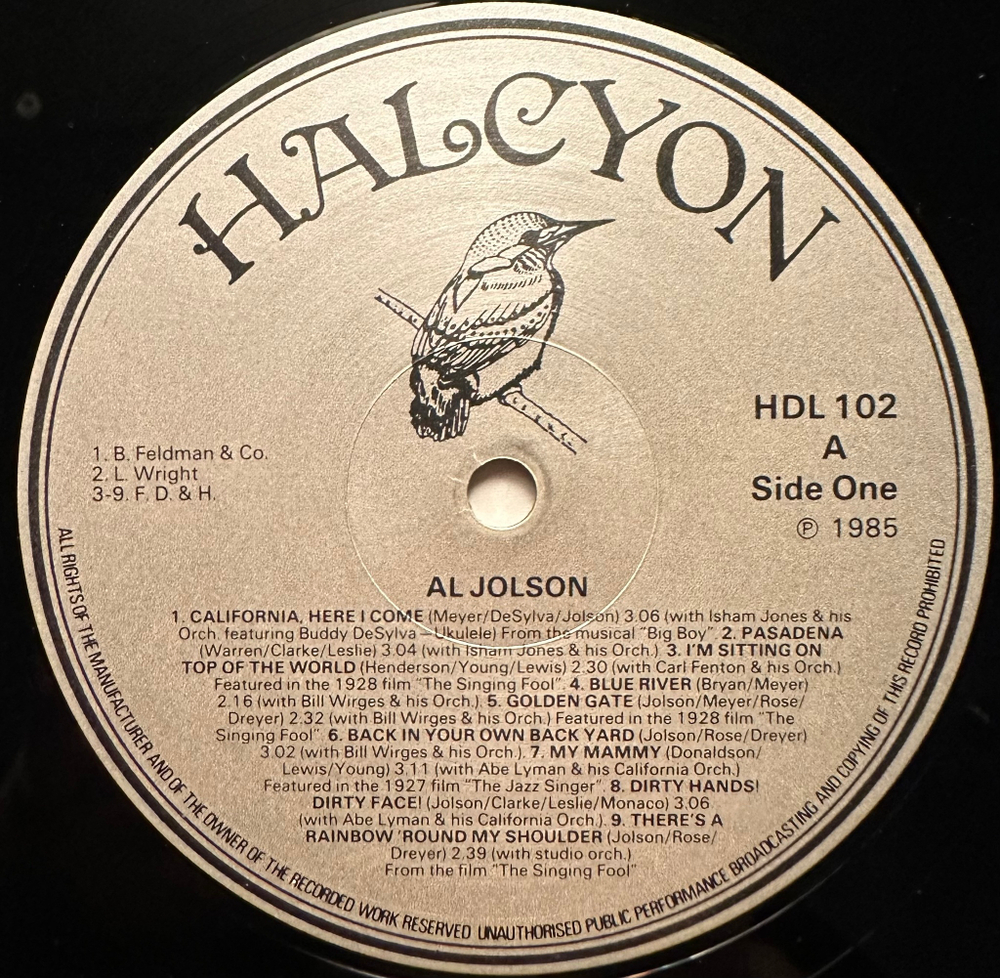 HALCYON
HDL 102
A
Side One
℗ 1985
1. B. Feldman & Co.
2. L. Wright
3-9. F. D. & H.
AL JOLSON
1. CALIFORNIA, HERE I COME (Meyer/DeSylva/Jolson) 3.06 (with Isham Jones & his
Orch. featuring Buddy DeSylva – Ukulele) From the musical "Big Boy". 2. PASADENA
(Warren/Clarke/Leslie) 3.04 (with Isham Jones & his Orch.) 3. I'M SITTING ON
TOP OF THE WORLD (Henderson/Young/Lewis) 2.30 (with Carl Fenton & his Orch.)
Featured in the 1928 film "The Singing Fool". 4. BLUE RIVER (Bryan/Meyer)
2.16 (with Bill Wirges & his Orch.). 5. GOLDEN GATE (Jolson/Meyer/Rose/
Dreyer) 2.32 (with Bill Wirges & his Orch.) Featured in the 1928 film "The
Singing Fool" 6. BACK IN YOUR OWN BACK YARD (Jolson/Rose/Dreyer)
3.02 (with Bill Wirges & his Orch.). 7. MY MAMMY (Donaldson/
Lewis/Young) 3.11 (with Abe Lyman & his California Orch.)
Featured in the 1927 film "The Jazz Singer". 8. DIRTY HANDS!
DIRTY FACE! (Jolson/Clarke/Leslie/Monaco) 3.06
(with Abe Lyman & his California Orch.). 9. THERE'S A
RAINBOW 'ROUND MY SHOULDER (Jolson/Rose/
Dreyer) 2.39 (with studio orch.)
From the film "The Singing Fool"
ALL RIGHTS OF THE MANUFACTURER AND OF THE OWNER OF THE RECORDED WORK RESERVED UNAUTHORISED PUBLIC PERFORMANCE BROADCASTING AND COPYING OF THIS RECORD PROHIBITED